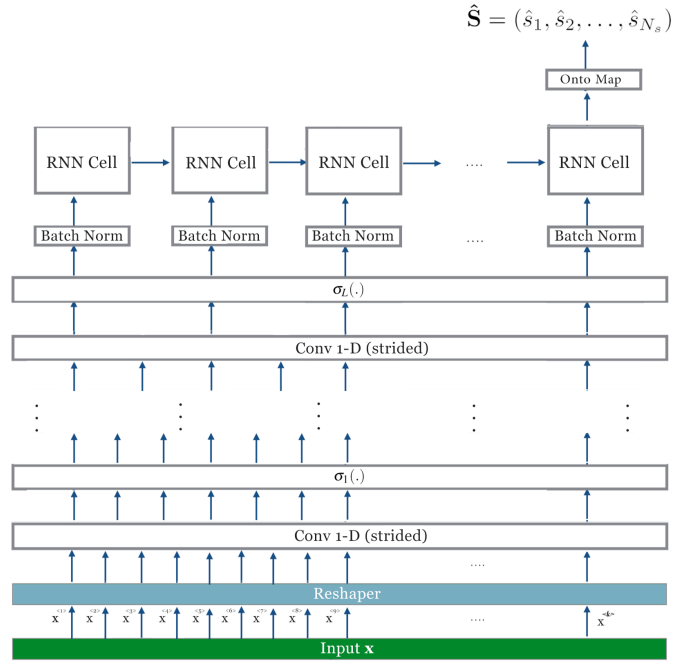 Ŝ = (ŝ₁, ŝ₂, . . . , ŝ_{N_s})
Onto Map
RNN Cell RNN Cell RNN Cell .... RNN Cell
Batch Norm Batch Norm Batch Norm .... Batch Norm
σ_L(.)
Conv 1-D (strided)
σ₁(.)
Conv 1-D (strided)
....
Reshaper
x^{<1>} x^{<2>} x^{<3>} x^{<4>} x^{<5>} x^{<6>} x^{<7>} x^{<8>} x^{<9>} .... x
Input x